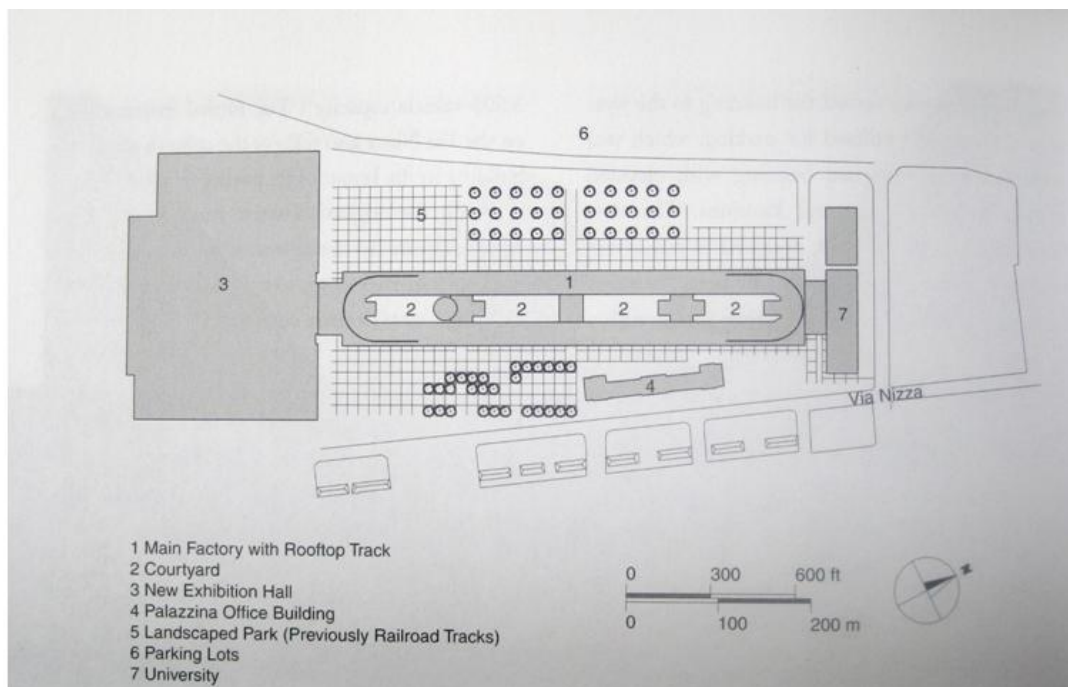 6
5
3
1
2
2
2
2
7
4
Via Nizza
1 Main Factory with Rooftop Track
2 Courtyard
3 New Exhibition Hall
4 Palazzina Office Building
5 Landscaped Park (Previously Railroad Tracks)
6 Parking Lots
7 University
0 300 600 ft
0 100 200 m
N